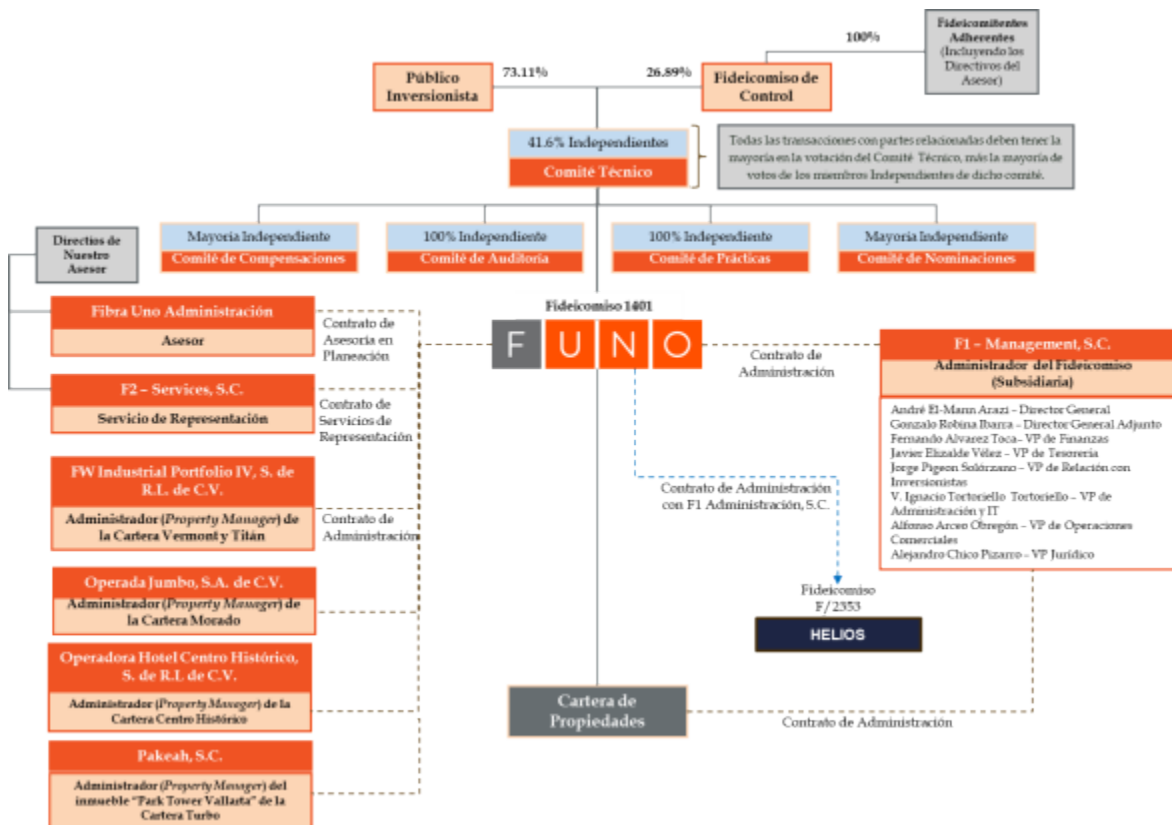 Fideicomitentes
Adherentes
(Incluyendo los
Directivos del
Asesor)
100%
Público
Inversionista
73.11%
26.89%
Fideicomiso de
Control
41.6% Independientes
Comité Técnico
Todas las transacciones con partes relacionadas deben tener la
mayoría en la votación del Comité Técnico, más la mayoría de
votos de los miembros Independientes de dicho comité.
Directios de
Nuestro
Asesor
Mayoría Independiente
Comité de Compensaciones
100% Independiente
Comité de Auditoría
100% Independiente
Comité de Prácticas
Mayoría Independiente
Comité de Nominaciones
Fideicomiso 1401
FUNO
Fibra Uno Administración
Asesor
Contrato de
Asesoría en
Planeación
F2 – Services, S.C.
Servicio de Representación
Contrato de
Servicios de
Representación
FW Industrial Portfolio IV, S. de
R.L. de C.V.
Administrador (Property Manager) de
la Cartera Vermont y Titán
Contrato de
Administración
Operada Jumbo, S.A. de C.V.
Administrador (Property Manager) de
la Cartera Morado
Operadora Hotel Centro Histórico,
S. de R.L de C.V.
Administrador (Property Manager) de la
Cartera Centro Histórico
Pakeah, S.C.
Administrador (Property Manager) del
inmueble "Park Tower Vallarta" de la
Cartera Turbo
Contrato de
Administración
F1 – Management, S.C.
Administrador del Fideicomiso
(Subsidiaria)
André El-Mann Arazi – Director General
Gonzalo Robina Ibarra – Director General Adjunto
Fernando Alvarez Toca– VP de Finanzas
Javier Elizalde Vélez – VP de Tesorería
Jorge Pigeon Solórzano – VP de Relación con
Inversionistas
V. Ignacio Tortoriello Tortoriello – VP de
Administración y IT
Alfonso Arceo Obregón – VP de Operaciones
Comerciales
Alejandro Chico Pizarro – VP Jurídico
Contrato de Administración
con F1 Administración, S.C.
Fideicomiso
F/2353
HELIOS
Cartera de
Propiedades
Contrato de Administración